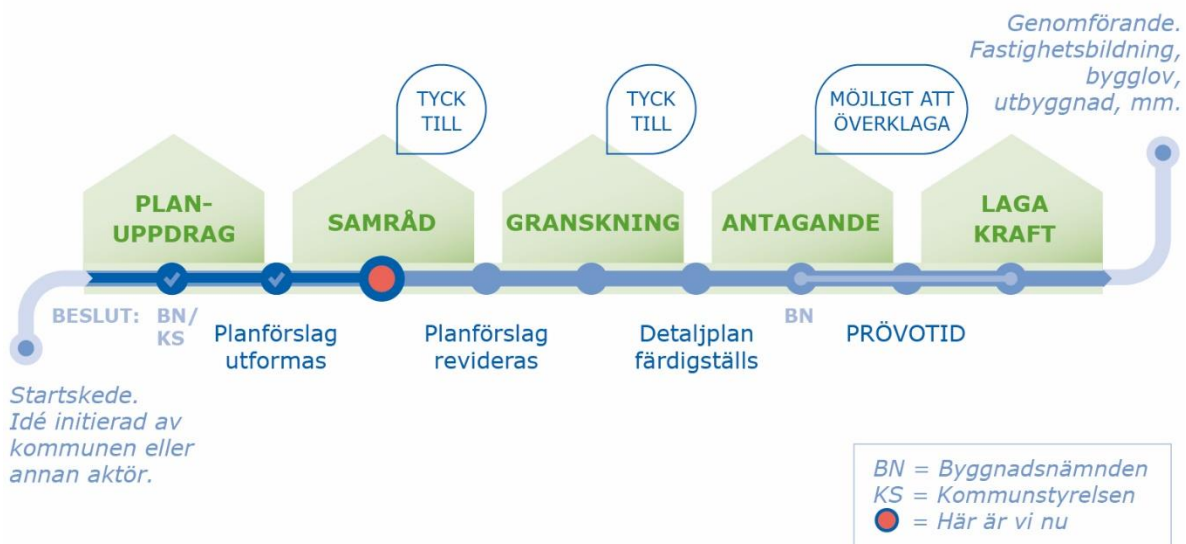 Genomförande.
Fastighetsbildning,
bygglov,
utbyggnad, mm.
TYCK
TILL
TYCK
TILL
MÖJLIGT ATT
ÖVERKLAGA
PLAN-
UPPDRAG
SAMRÅD
GRANSKNING
ANTAGANDE
LAGA
KRAFT
BESLUT: BN/
KS
Planförslag
utformas
Planförslag
revideras
Detaljplan
färdigställs
BN
PRÖVOTID
Startskede.
Idé initierad av
kommunen eller
annan aktör.
BN = Byggnadsnämnden
KS = Kommunstyrelsen
= Här är vi nu